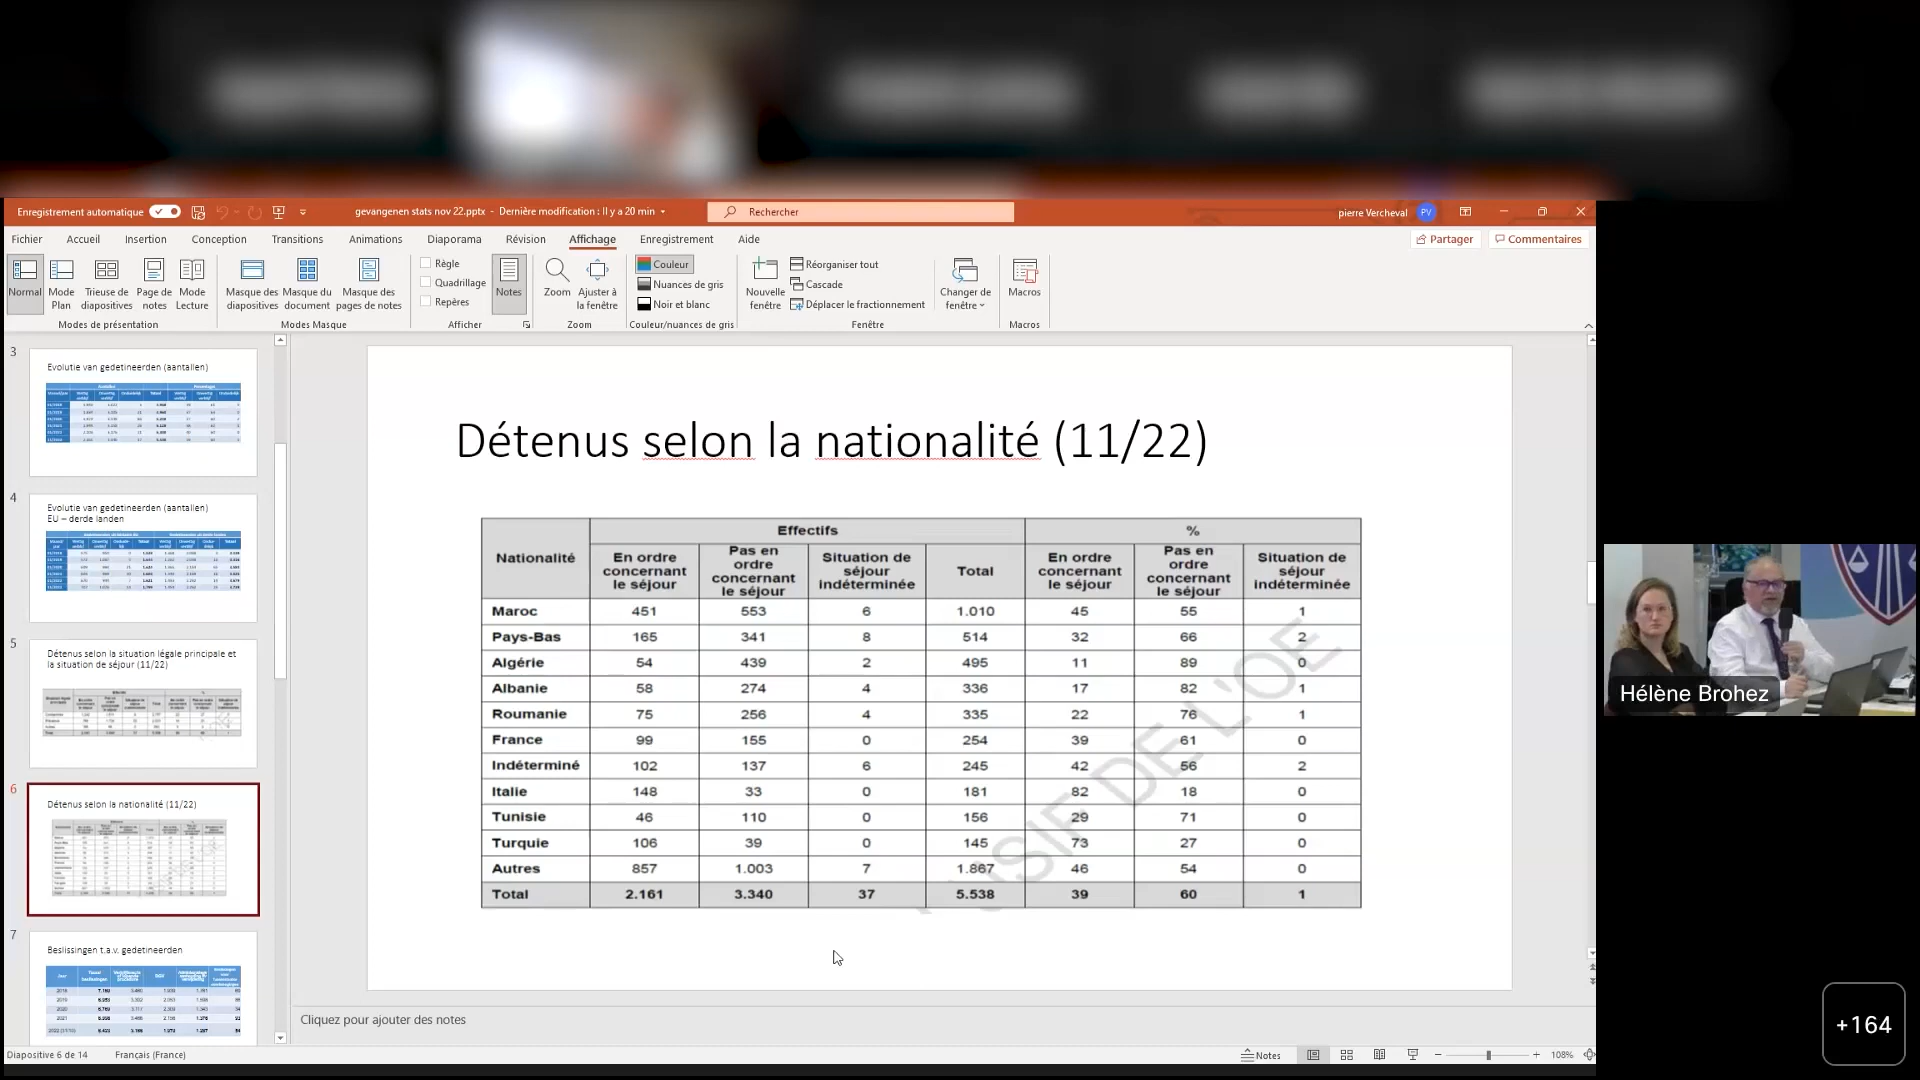 Enregistrement automatique
gevangenen stats nov 22.pptx - Dernière modification : Il y a 20 min
Rechercher
pierre Vercheval PV
Fichier Accueil Insertion Conception Transitions Animations Diaporama Révision Affichage Enregistrement Aide
Partager Commentaires
Normal
Mode Plan
Trieuse de diapositives
Page de notes
Mode Lecture
Modes de présentation
Masque des diapositives
Masque du document
Masque des pages de notes
Modes Masque
Règle
Quadrillage
Repères
Afficher
Notes
Zoom
Ajuster à la fenêtre
Zoom
Couleur
Nuances de gris
Noir et blanc
Couleur/nuances de gris
Nouvelle fenêtre
Réorganiser tout
Cascade
Déplacer le fractionnement
Changer de fenêtre
Fenêtre
Macros
Macros
3
Evolutie van gedetineerden (aantallen)
4
Evolutie van gedetineerden (aantallen)
EU – derde landen
5
Détenus selon la situation légale principale et
la situation de séjour (11/22)
6
Détenus selon la nationalité (11/22)
7
Beslissingen t.a.v. gedetineerden
Détenus selon la nationalité (11/22)
Nationalité Effectifs %
En ordre concernant le séjour Pas en ordre concernant le séjour Situation de séjour indéterminée Total En ordre concernant le séjour Pas en ordre concernant le séjour Situation de séjour indéterminée
Maroc 451 553 6 1.010 45 55 1
Pays-Bas 165 341 8 514 32 66 2
Algérie 54 439 2 495 11 89 0
Albanie 58 274 4 336 17 82 1
Roumanie 75 256 4 335 22 76 1
France 99 155 0 254 39 61 0
Indéterminé 102 137 6 245 42 56 2
Italie 148 33 0 181 82 18 0
Tunisie 46 110 0 156 29 71 0
Turquie 106 39 0 145 73 27 0
Autres 857 1.003 7 1.867 46 54 0
Total 2.161 3.340 37 5.538 39 60 1
USIF DE L'OE
Cliquez pour ajouter des notes
Diapositive 6 de 14 Français (France)
Notes 108%
Hélène Brohez
+164